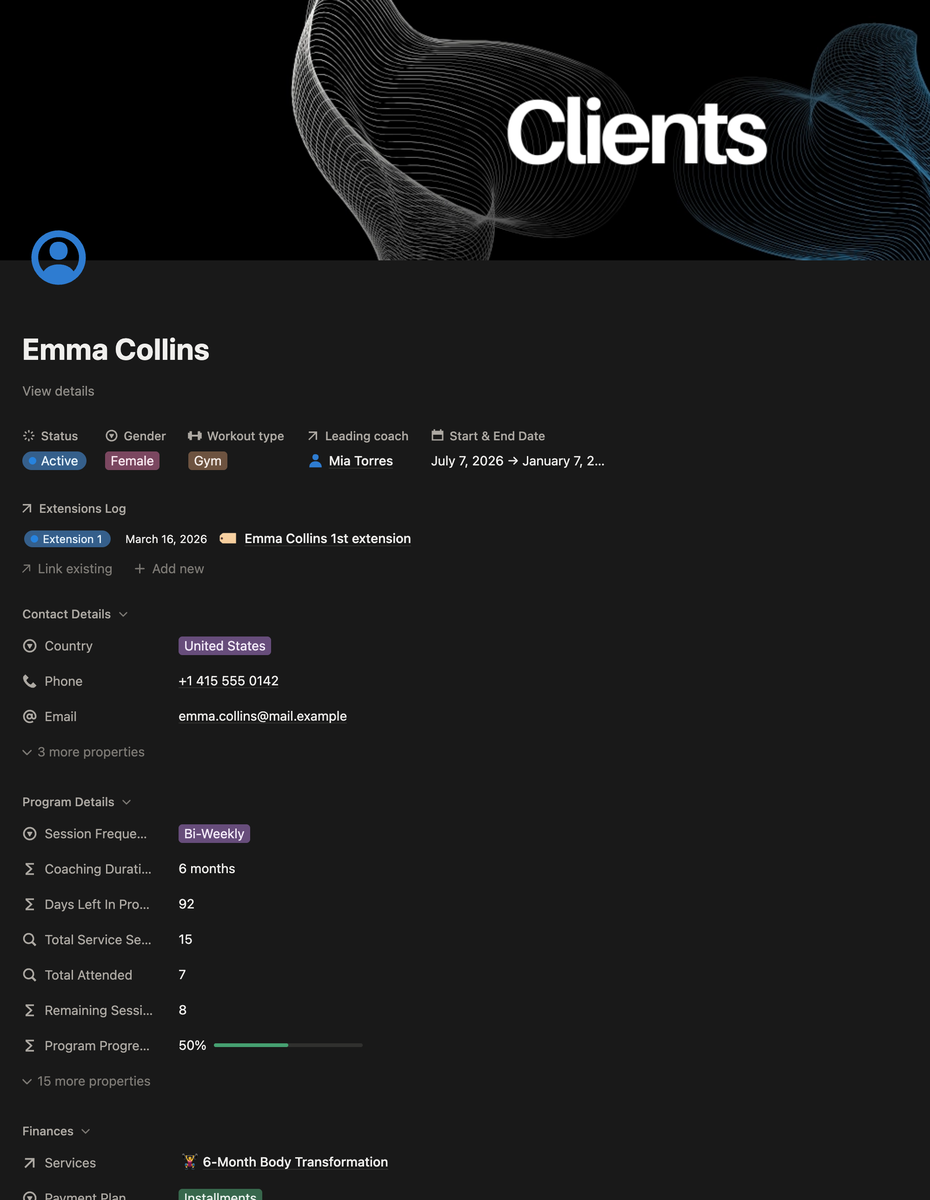 Clients
Emma Collins
View details
Status Gender Workout type Leading coach Start & End Date
Active Female Gym Mia Torres July 7, 2026 → January 7, 2...
Extensions Log
Extension 1 March 16, 2026 Emma Collins 1st extension
Link existing + Add new
Contact Details
Country United States
Phone +1 415 555 0142
Email emma.collins@mail.example
3 more properties
Program Details
Session Freque... Bi-Weekly
Coaching Durati... 6 months
Days Left In Pro... 92
Total Service Se... 15
Total Attended 7
Remaining Sessi... 8
Program Progre... 50%
15 more properties
Finances
Services 6-Month Body Transformation
Payment Plan Installments